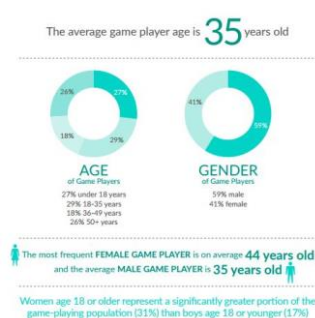 The average game player age is 35 years old
27%
26%
18%
29%
41%
59%
AGE
of Game Players
27% under 18 years
29% 18-35 years
18% 36-49 years
26% 50+ years
GENDER
of Game Players
59% male
41% female
The most frequent FEMALE GAME PLAYER is on average 44 years old
and the average MALE GAME PLAYER is 35 years old
Women age 18 or older represent a significantly greater portion of the
game-playing population (31%) than boys age 18 or younger (17%)